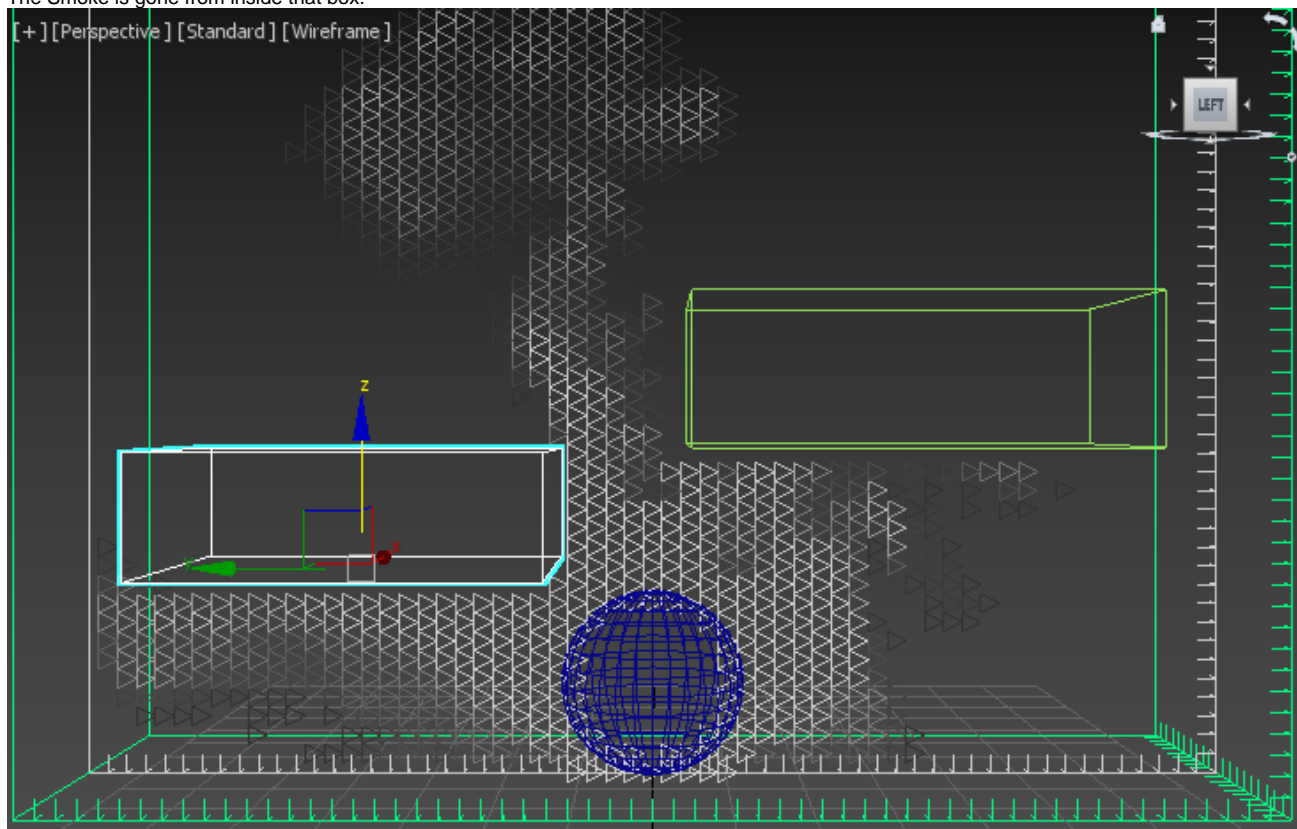 The Smoke is gone from inside that box.
[+] [Perspective ] [Standard ] [Wireframe ]
LEFT
z
x